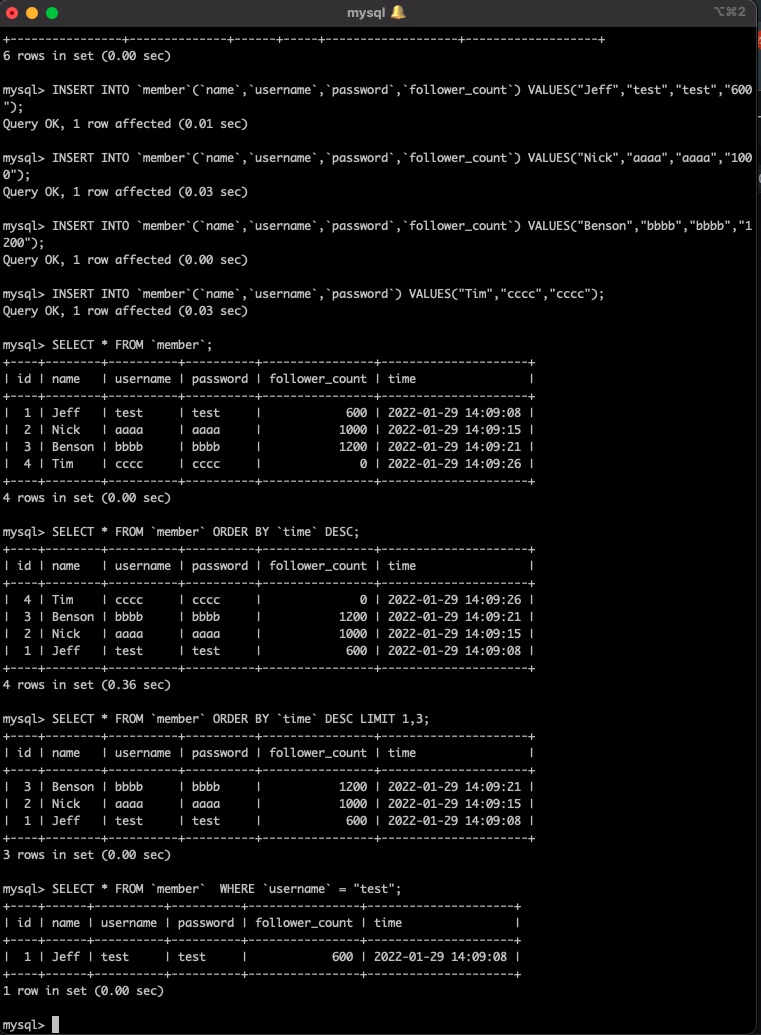 mysql 🔔 ⌥⌘2
+-----------------+--------------+------+-----+-------------------+-------------------+
6 rows in set (0.00 sec)
mysql> INSERT INTO `member`(`name`,`username`,`password`,`follower_count`) VALUES("Jeff","test","test","600
");
Query OK, 1 row affected (0.01 sec)
mysql> INSERT INTO `member`(`name`,`username`,`password`,`follower_count`) VALUES("Nick","aaaa","aaaa","100
0");
Query OK, 1 row affected (0.03 sec)
mysql> INSERT INTO `member`(`name`,`username`,`password`,`follower_count`) VALUES("Benson","bbbb","bbbb","1
200");
Query OK, 1 row affected (0.00 sec)
mysql> INSERT INTO `member`(`name`,`username`,`password`) VALUES("Tim","cccc","cccc");
Query OK, 1 row affected (0.03 sec)
mysql> SELECT * FROM `member`;
+----+--------+----------+----------+----------------+---------------------+
| id | name   | username | password | follower_count | time                |
+----+--------+----------+----------+----------------+---------------------+
|  1 | Jeff   | test     | test     |            600 | 2022-01-29 14:09:08 |
|  2 | Nick   | aaaa     | aaaa     |           1000 | 2022-01-29 14:09:15 |
|  3 | Benson | bbbb     | bbbb     |           1200 | 2022-01-29 14:09:21 |
|  4 | Tim    | cccc     | cccc     |              0 | 2022-01-29 14:09:26 |
+----+--------+----------+----------+----------------+---------------------+
4 rows in set (0.00 sec)
mysql> SELECT * FROM `member` ORDER BY `time` DESC;
+----+--------+----------+----------+----------------+---------------------+
| id | name   | username | password | follower_count | time                |
+----+--------+----------+----------+----------------+---------------------+
|  4 | Tim    | cccc     | cccc     |              0 | 2022-01-29 14:09:26 |
|  3 | Benson | bbbb     | bbbb     |           1200 | 2022-01-29 14:09:21 |
|  2 | Nick   | aaaa     | aaaa     |           1000 | 2022-01-29 14:09:15 |
|  1 | Jeff   | test     | test     |            600 | 2022-01-29 14:09:08 |
+----+--------+----------+----------+----------------+---------------------+
4 rows in set (0.36 sec)
mysql> SELECT * FROM `member` ORDER BY `time` DESC LIMIT 1,3;
+----+--------+----------+----------+----------------+---------------------+
| id | name   | username | password | follower_count | time                |
+----+--------+----------+----------+----------------+---------------------+
|  3 | Benson | bbbb     | bbbb     |           1200 | 2022-01-29 14:09:21 |
|  2 | Nick   | aaaa     | aaaa     |           1000 | 2022-01-29 14:09:15 |
|  1 | Jeff   | test     | test     |            600 | 2022-01-29 14:09:08 |
+----+--------+----------+----------+----------------+---------------------+
3 rows in set (0.00 sec)
mysql> SELECT * FROM `member`  WHERE `username` = "test";
+----+------+----------+----------+----------------+---------------------+
| id | name | username | password | follower_count | time                |
+----+------+----------+----------+----------------+---------------------+
|  1 | Jeff | test     | test     |            600 | 2022-01-29 14:09:08 |
+----+------+----------+----------+----------------+---------------------+
1 row in set (0.00 sec)
mysql>